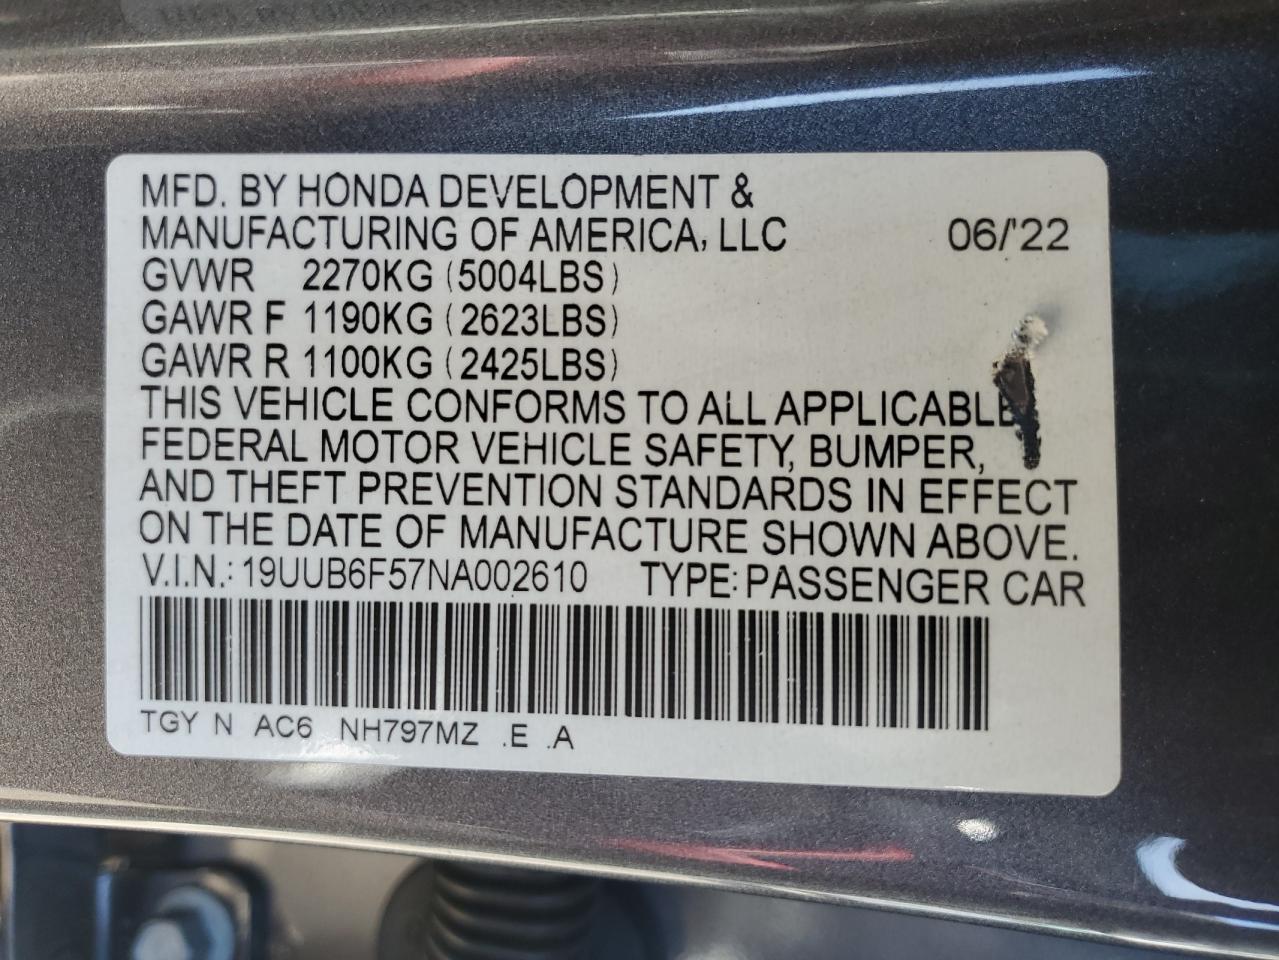 MFD. BY HONDA DEVELOPMENT &
MANUFACTURING OF AMERICA, LLC 06/'22
GVWR 2270KG (5004LBS)
GAWR F 1190KG (2623LBS)
GAWR R 1100KG (2425LBS)
THIS VEHICLE CONFORMS TO ALL APPLICABLE
FEDERAL MOTOR VEHICLE SAFETY, BUMPER,
AND THEFT PREVENTION STANDARDS IN EFFECT
ON THE DATE OF MANUFACTURE SHOWN ABOVE.
V.I.N.: 19UUB6F57NA002610 TYPE: PASSENGER CAR
TGY N AC6 NH797MZ .E .A